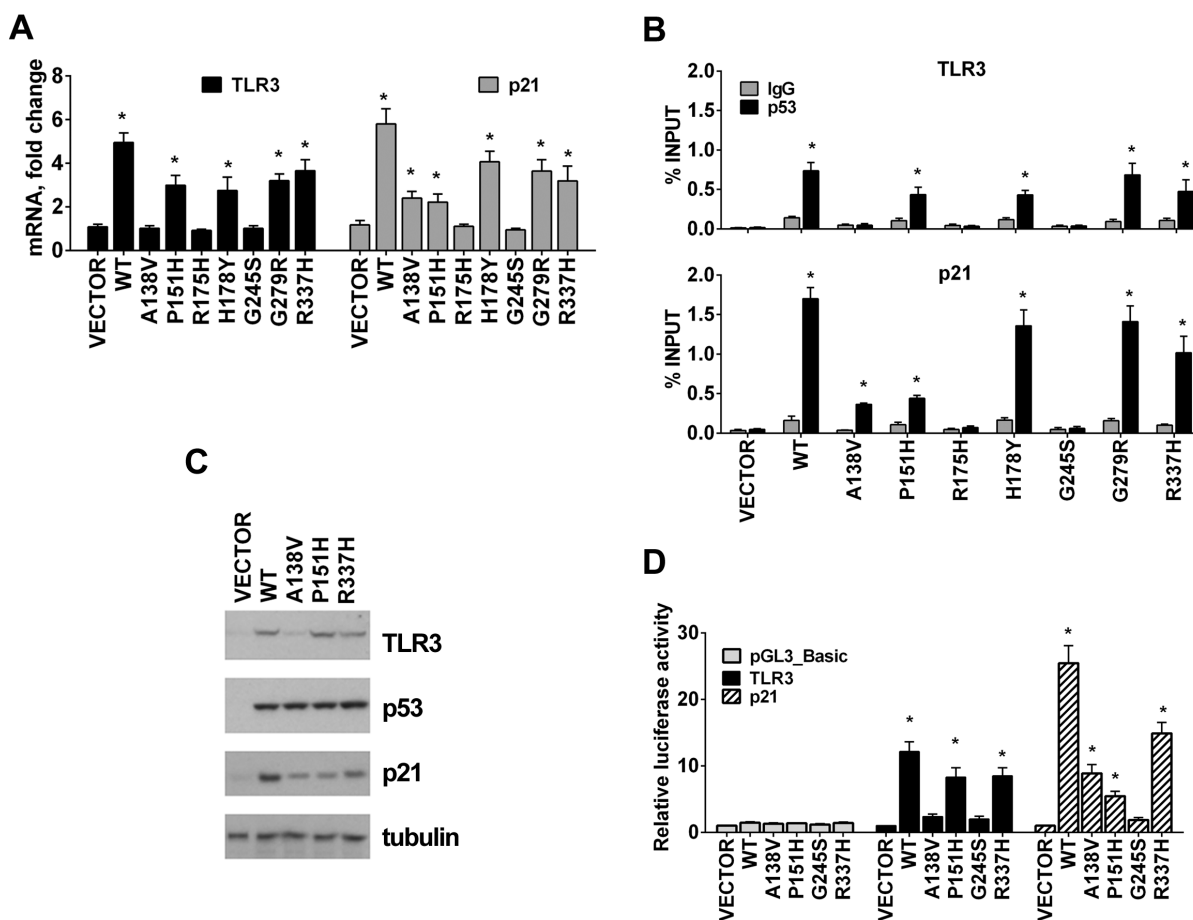 A
mRNA, fold change
8
6
4
2
0
TLR3
p21
*
*
*
*
*
*
*
*
*
*
*
VECTOR
WT
A138V
P151H
R175H
H178Y
G245S
G279R
R337H
VECTOR
WT
A138V
P151H
R175H
H178Y
G245S
G279R
R337H
B
TLR3
% INPUT
2.0
1.5
1.0
0.5
0.0
IgG
p53
*
*
*
*
*
p21
% INPUT
2.0
1.5
1.0
0.5
0.0
*
*
*
*
*
*
VECTOR
WT
A138V
P151H
R175H
H178Y
G245S
G279R
R337H
C
VECTOR
WT
A138V
P151H
R337H
TLR3
p53
p21
tubulin
D
Relative luciferase activity
30
20
10
0
pGL3_Basic
TLR3
p21
*
*
*
*
*
*
*
VECTOR
WT
A138V
P151H
G245S
R337H
VECTOR
WT
A138V
P151H
G245S
R337H
VECTOR
WT
A138V
P151H
G245S
R337H